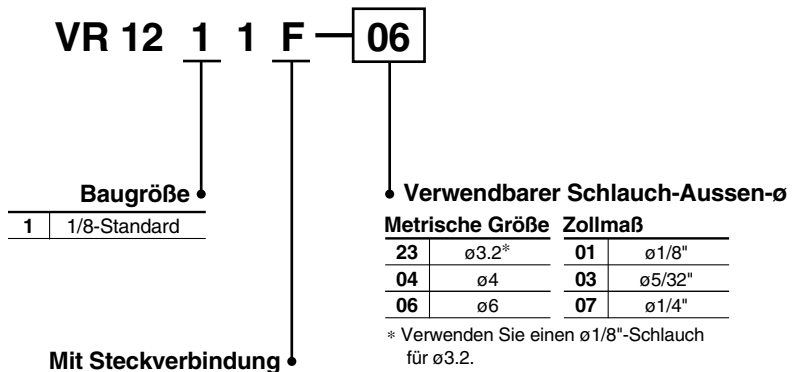 VR 12 1 1 F — 06
Baugröße
1 1/8-Standard
Verwendbarer Schlauch-Aussen-ø
Metrische Größe Zollmaß
23 ø3.2* 01 ø1/8"
04 ø4 03 ø5/32"
06 ø6 07 ø1/4"
* Verwenden Sie einen ø1/8"-Schlauch
für ø3.2.
Mit Steckverbindung